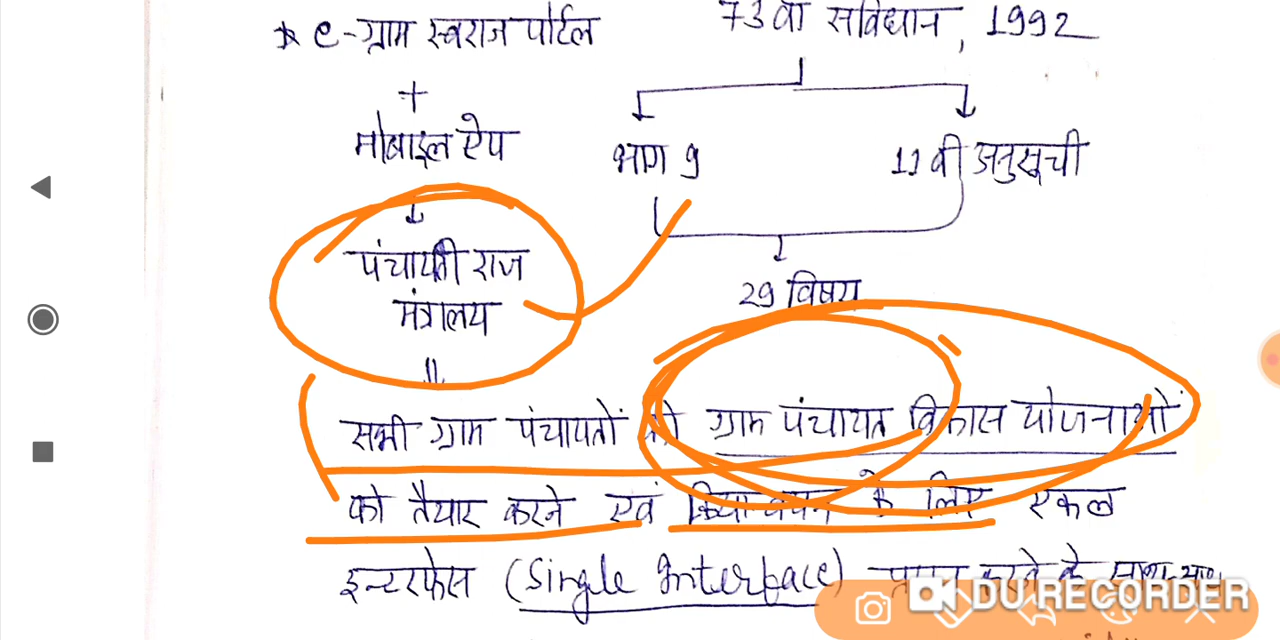 * e-ग्राम स्वराज पोर्टल
+
मोबाइल ऐप
पंचायती राज
मंत्रालय
73वा संविधान, 1992
भाग 9
11वी अनुसूची
29 विषय
सभी ग्राम पंचायतों को ग्राम पंचायत विकास योजनाओं
को तैयार करने एवं क्रियान्वयन के लिए एकल
इन्टरफेस (Single Interface) करने के
DU RECORDER